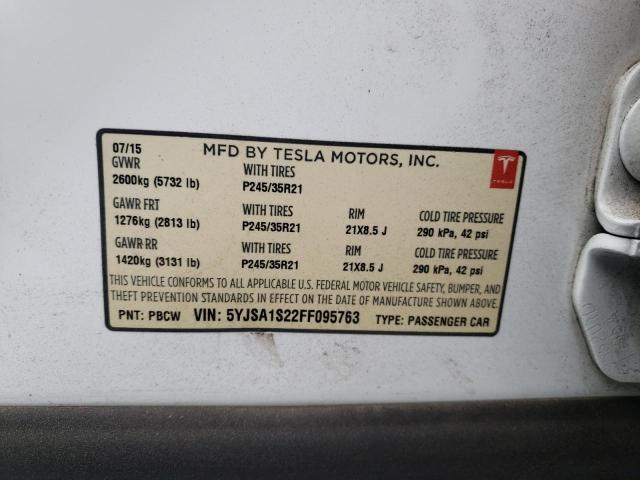 07/15 MFD BY TESLA MOTORS, INC.
GVWR WITH TIRES
2600kg (5732 lb) P245/35R21
TESLA
GAWR FRT WITH TIRES RIM COLD TIRE PRESSURE
1276kg (2813 lb) P245/35R21 21X8.5 J 290 kPa, 42 psi
GAWR RR WITH TIRES RIM COLD TIRE PRESSURE
1420kg (3131 lb) P245/35R21 21X8.5 J 290 kPa, 42 psi
THIS VEHICLE CONFORMS TO ALL APPLICABLE U.S. FEDERAL MOTOR VEHICLE SAFETY, BUMPER, AND
THEFT PREVENTION STANDARDS IN EFFECT ON THE DATE OF MANUFACTURE SHOWN ABOVE.
PNT: PBCW VIN: 5YJSA1S22FF095763 TYPE: PASSENGER CAR